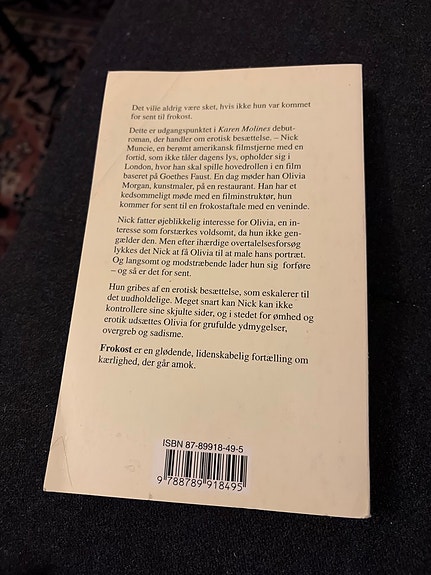 Det ville aldrig være sket, hvis ikke hun var kommet
for sent til frokost.
Dette er udgangspunktet i Karen Molines debut-
roman, der handler om erotisk besættelse. – Nick
Muncie, en berømt amerikansk filmstjerne med en
fortid, som ikke tåler dagens lys, opholder sig i
London, hvor han skal spille hovedrollen i en film
baseret på Goethes Faust. En dag møder han Olivia
Morgan, kunstmaler, på en restaurant. Han har et
kedsommeligt møde med en filminstruktør, hun
kommer for sent til en frokostaftale med en veninde.
Nick fatter øjeblikkelig interesse for Olivia, en in-
teresse som forstærkes voldsomt, da hun ikke gen-
gælder den. Men efter ihærdige overtalelsesforsøg
lykkes det Nick at få Olivia til at male hans portræt.
Og langsomt og modstræbende lader hun sig forføre
– og så er det for sent.
Hun gribes af en erotisk besættelse, som eskalerer til
det uudholdelige. Meget snart kan Nick kan ikke
kontrollere sine skjulte sider, og i stedet for ømhed og
erotik udsættes Olivia for grufulde ydmygelser,
overgreb og sadisme.
Frokost er en glødende, lidenskabelig fortælling om
kærlighed, der går amok.
ISBN 87-89918-49-5
9 788789 918495